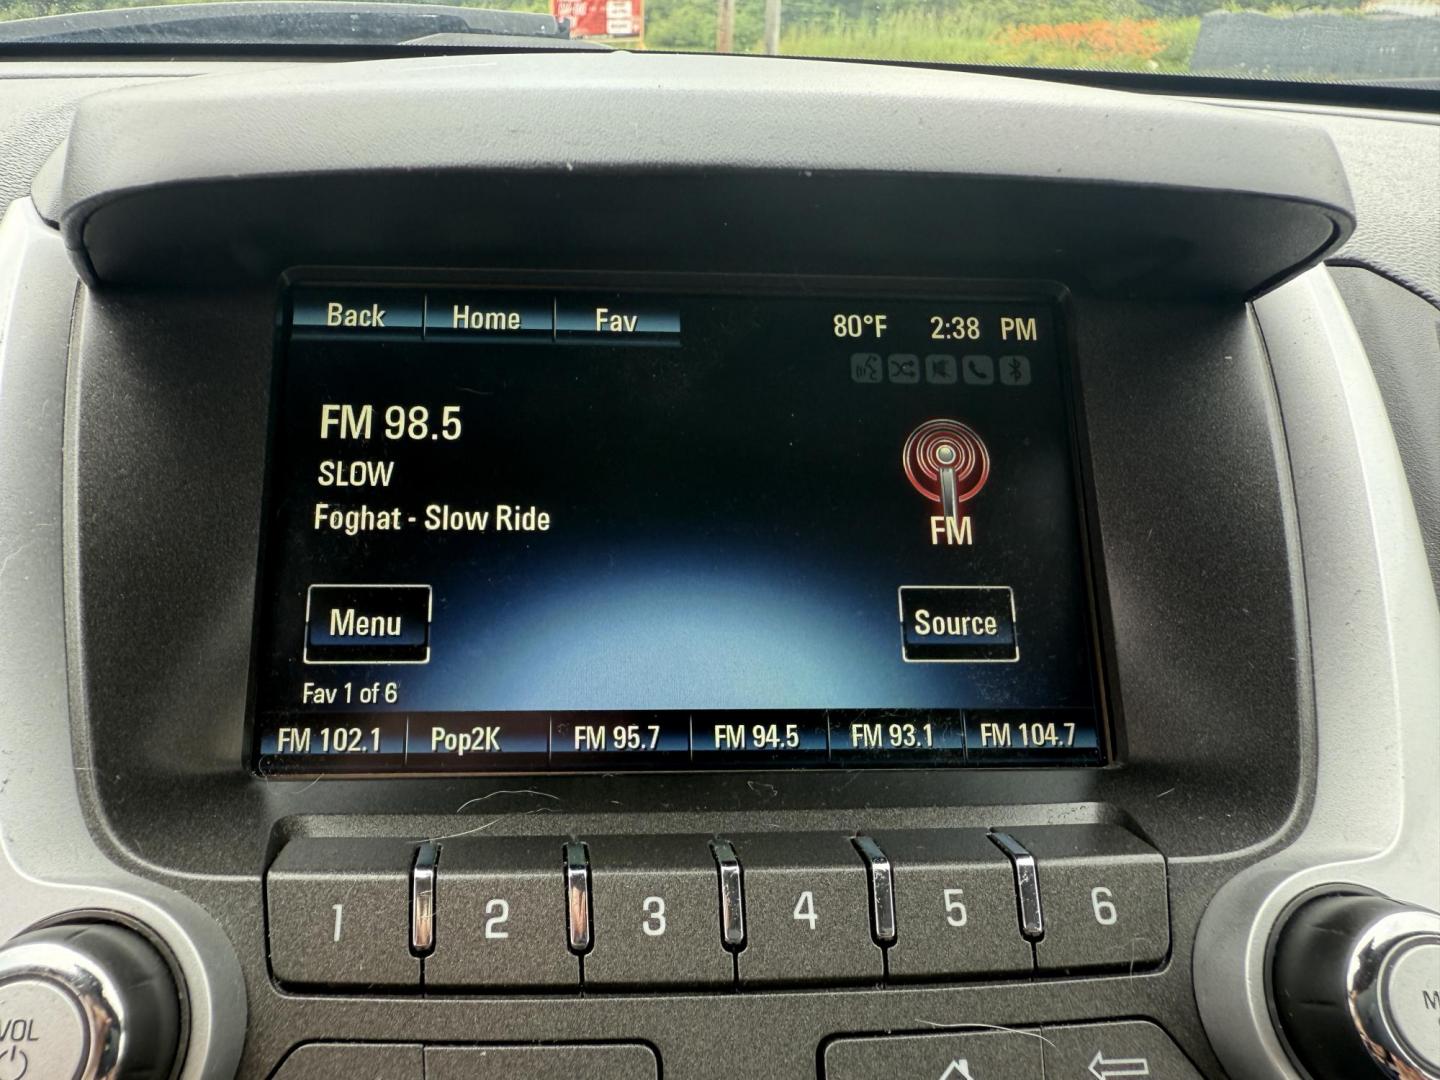 Back Home Fav 80°F 2:38 PM
FM 98.5
SLOW
Foghat - Slow Ride
FM
Menu Source
Fav 1 of 6
FM 102.1 Pop2K FM 95.7 FM 94.5 FM 93.1 FM 104.7
1 2 3 4 5 6
VOL